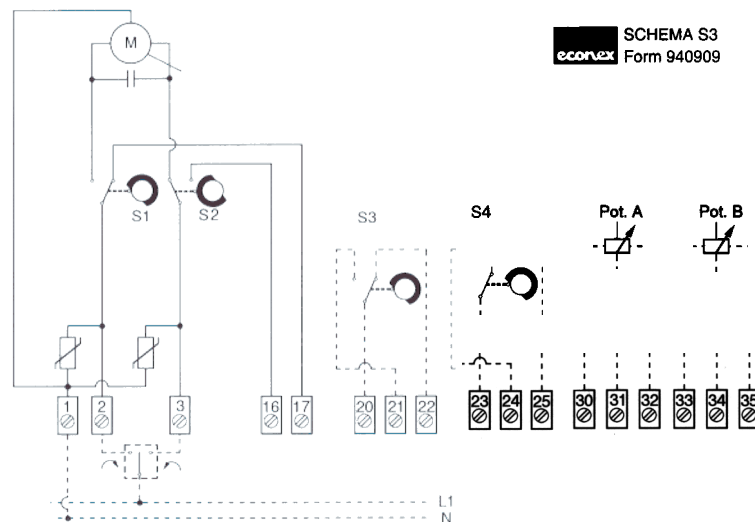 SCHEMA S3
econex
Form 940909
M
S1
S2
S3
S4
Pot. A
Pot. B
1
2
3
16
17
20
21
22
23
24
25
30
31
32
33
34
35
L1
N